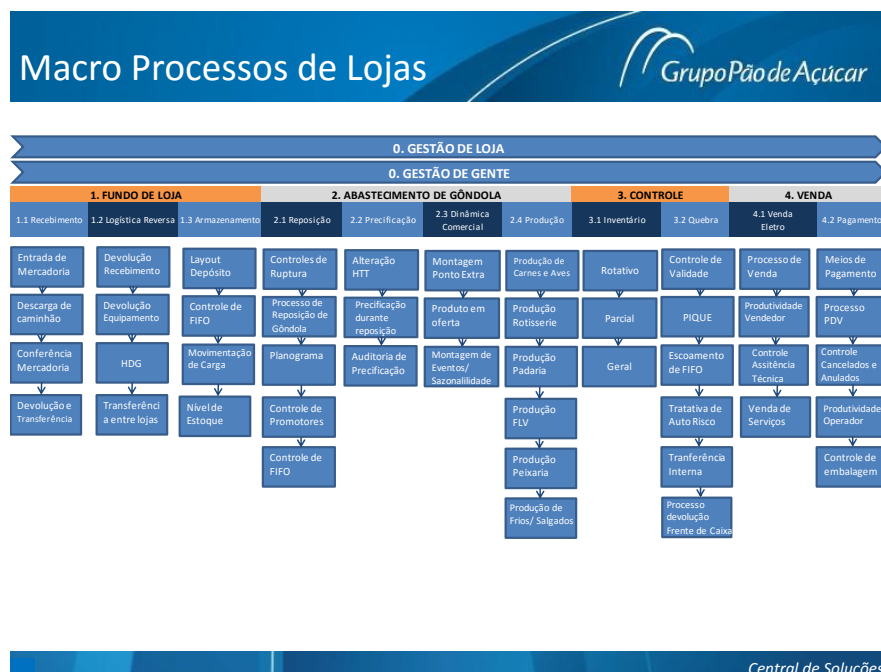 Macro Processos de Lojas
GrupoPãodeAçúcar
0. GESTÃO DE LOJA
0. GESTÃO DE GENTE
1. FUNDO DE LOJA
2. ABASTECIMENTO DE GÔNDOLA
3. CONTROLE
4. VENDA
1.1 Recebimento
1.2 Logística Reversa
1.3 Armazenamento
2.1 Reposição
2.2 Precificação
2.3 Dinâmica
Comercial
2.4 Produção
3.1 Inventário
3.2 Quebra
4.1 Venda
Eletro
4.2 Pagamento
Entrada de
Mercadoria
Descarga de
caminhão
Conferência
Mercadoria
Devolução e
Transferência
Devolução
Recebimento
Devolução
Equipamento
HDG
Transferênci
a entre lojas
Layout
Depósito
Controle de
FIFO
Movimentação
de Carga
Nível de
Estoque
Controles de
Ruptura
Processo de
Reposição de
Gôndola
Planograma
Controle de
Promotores
Controle de
FIFO
Alteração
HTT
Precificação
durante
reposição
Auditoria de
Precificação
Montagem
Ponto Extra
Produto em
oferta
Montagem de
Eventos/
Sazonalilidade
Produção de
Carnes e Aves
Produção
Rotisserie
Produção
Padaria
Produção
FLV
Produção
Peixaria
Produção de
Frios/ Salgados
Rotativo
Parcial
Geral
Controle de
Validade
PIQUE
Escoamento
de FIFO
Tratativa de
Auto Risco
Tranferência
Interna
Processo
devolução
Frente de Caixa
Processo de
Venda
Produtividade
Vendedor
Controle
Assitência
Técnica
Venda de
Serviços
Meios de
Pagamento
Processo
PDV
Controle
Cancelados e
Anulados
Produtividade
Operador
Controle de
embalagem
Central de Soluções